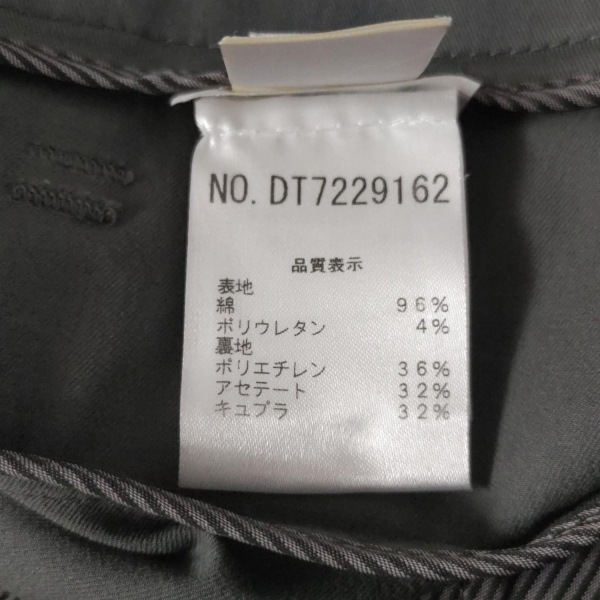 NO. DT7229162
品質表示
表地
綿 96%
ポリウレタン 4%
裏地
ポリエチレン 36%
アセテート 32%
キュプラ 32%